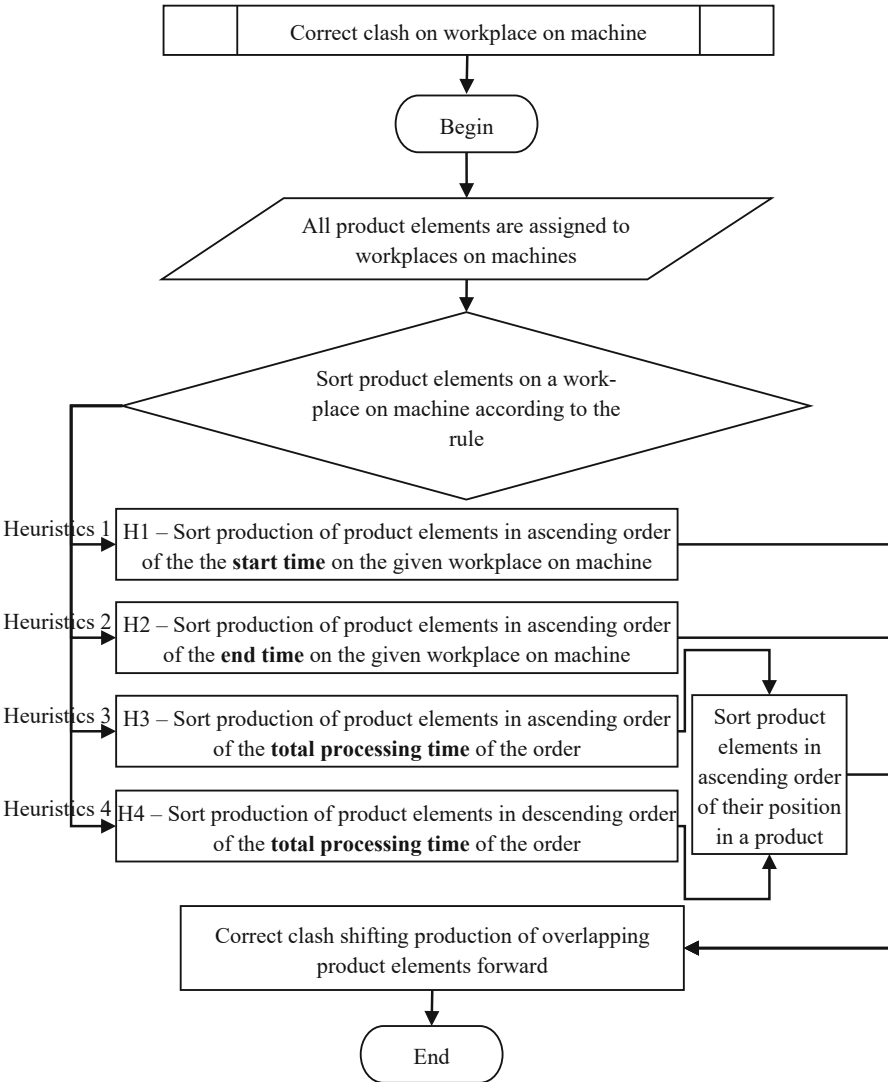 Correct clash on workplace on machine
Begin
All product elements are assigned to
workplaces on machines
Sort product elements on a work-
place on machine according to the
rule
Heuristics 1
H1 – Sort production of product elements in ascending order
of the the start time on the given workplace on machine
Heuristics 2
H2 – Sort production of product elements in ascending order
of the end time on the given workplace on machine
Heuristics 3
H3 – Sort production of product elements in ascending order
of the total processing time of the order
Heuristics 4
H4 – Sort production of product elements in descending order
of the total processing time of the order
Sort product
elements in
ascending order
of their position
in a product
Correct clash shifting production of overlapping
product elements forward
End